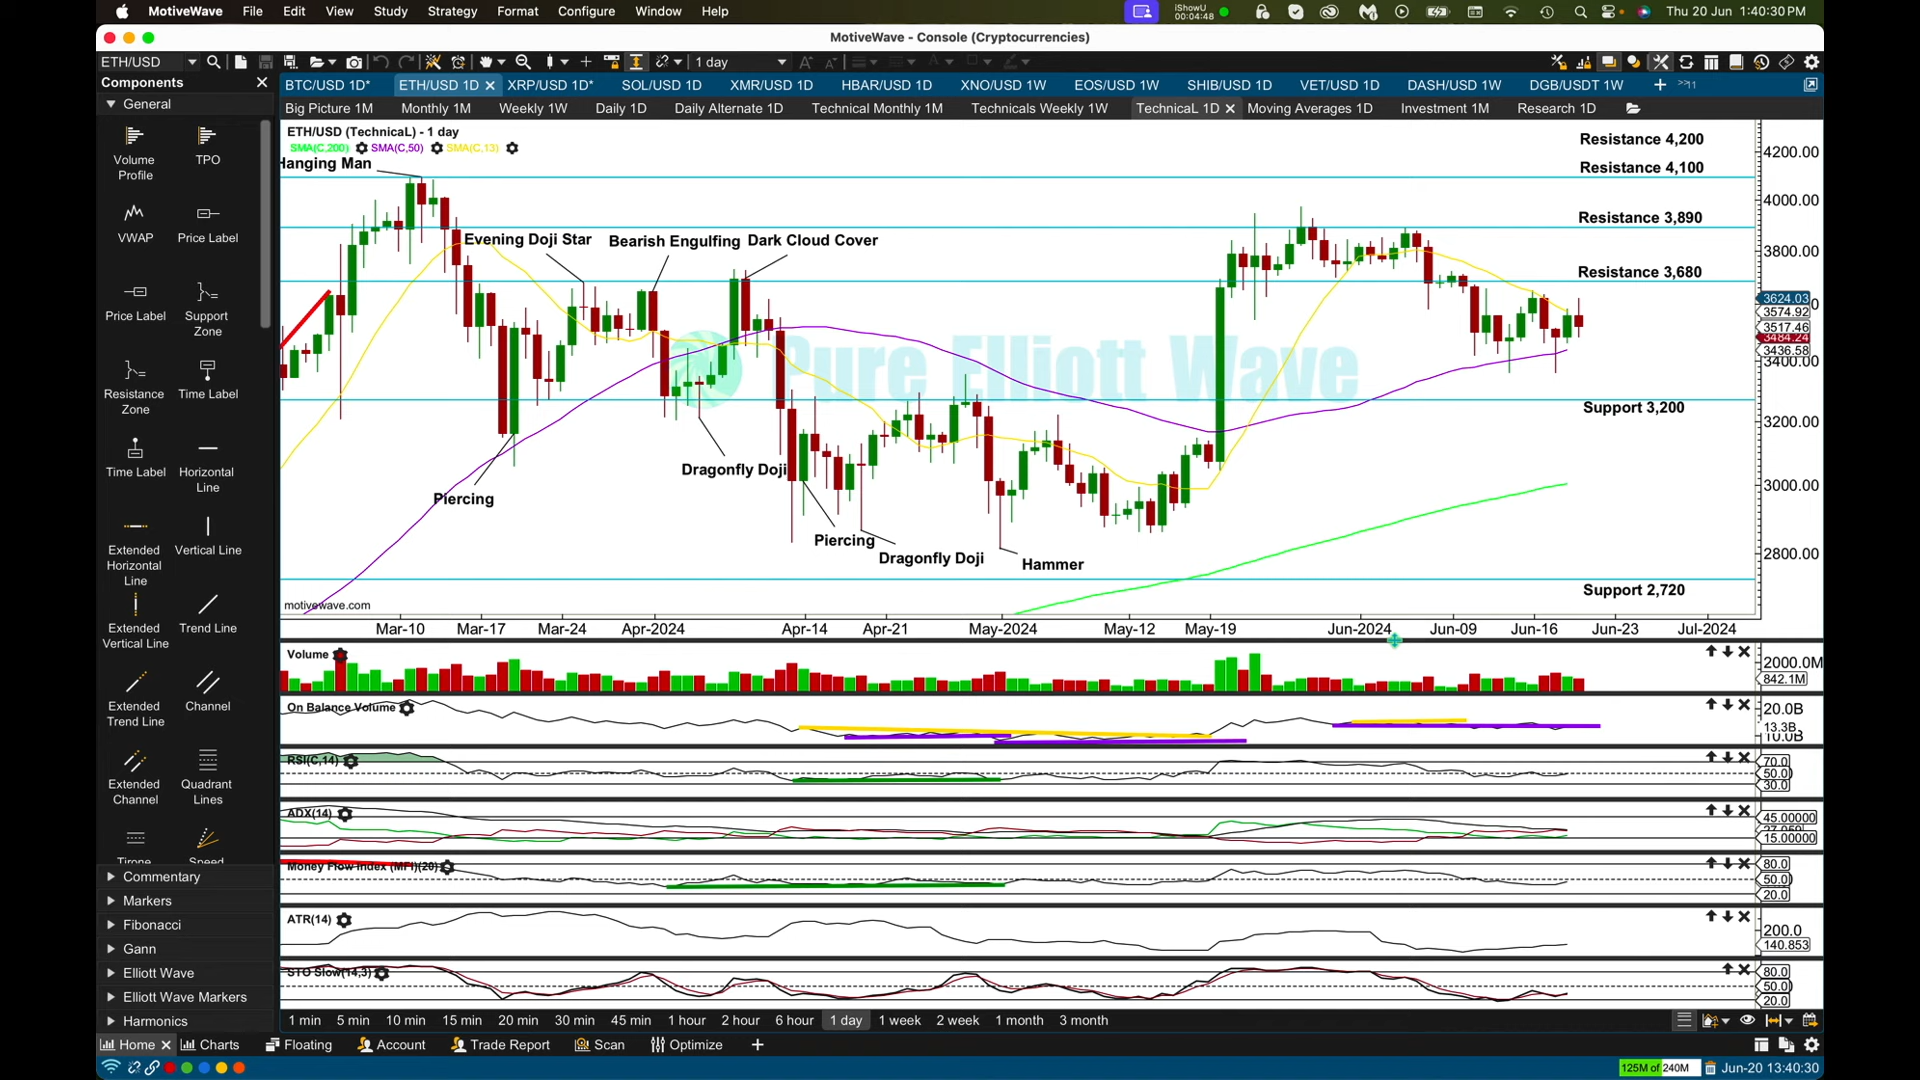 MotiveWave File Edit View Study Strategy Format Configure Window Help
iShowU
00:04:48
Thu 20 Jun 1:40:30 PM
MotiveWave - Console (Cryptocurrencies)
ETH/USD
1 day
Components
General
Volume Profile
TPO
VWAP
Price Label
Price Label
Support Zone
Resistance Zone
Time Label
Time Label
Horizontal Line
Extended Horizontal Line
Vertical Line
Extended Vertical Line
Trend Line
Extended Trend Line
Channel
Extended Channel
Quadrant Lines
Tirone
Speed
Commentary
Markers
Fibonacci
Gann
Elliott Wave
Elliott Wave Markers
Harmonics
BTC/USD 1D* ETH/USD 1D XRP/USD 1D* SOL/USD 1D XMR/USD 1D HBAR/USD 1D XNO/USD 1W EOS/USD 1W SHIB/USD 1D VET/USD 1D DASH/USD 1W DGB/USDT 1W + >>11
Big Picture 1M Monthly 1M Weekly 1W Daily 1D Daily Alternate 1D Technical Monthly 1M Technicals Weekly 1W TechnicaL 1D Moving Averages 1D Investment 1M Research 1D
ETH/USD (TechnicaL) - 1 day
SMA(C,200) SMA(C,50) SMA(C,13)
Hanging Man
Resistance 4,200
Resistance 4,100
Resistance 3,890
Evening Doji Star
Bearish Engulfing
Dark Cloud Cover
Resistance 3,680
Pure Elliott Wave
Support 3,200
Dragonfly Doji
Piercing
Piercing
Dragonfly Doji
Hammer
Support 2,720
motivewave.com
4200.00
4000.00
3800.00
3624.03
3574.92
3517.46
3484.24
3436.58
3400.00
3200.00
3000.00
2800.00
Mar-10 Mar-17 Mar-24 Apr-2024 Apr-14 Apr-21 May-2024 May-12 May-19 Jun-2024 Jun-09 Jun-16 Jun-23 Jul-2024
Volume
2000.0M
842.1M
On Balance Volume
20.0B
13.3B
10.0B
RSI(C,14)
70.0
50.0
30.0
ADX(14)
45.00000
15.00000
Money Flow Index (MFI)(20)
80.0
50.0
20.0
ATR(14)
200.0
140.853
STO Slow(14,3)
80.0
50.0
20.0
1 min 5 min 10 min 15 min 20 min 30 min 45 min 1 hour 2 hour 6 hour 1 day 1 week 2 week 1 month 3 month
Home Charts Floating Account Trade Report Scan Optimize +
125M of 240M
Jun-20 13:40:30